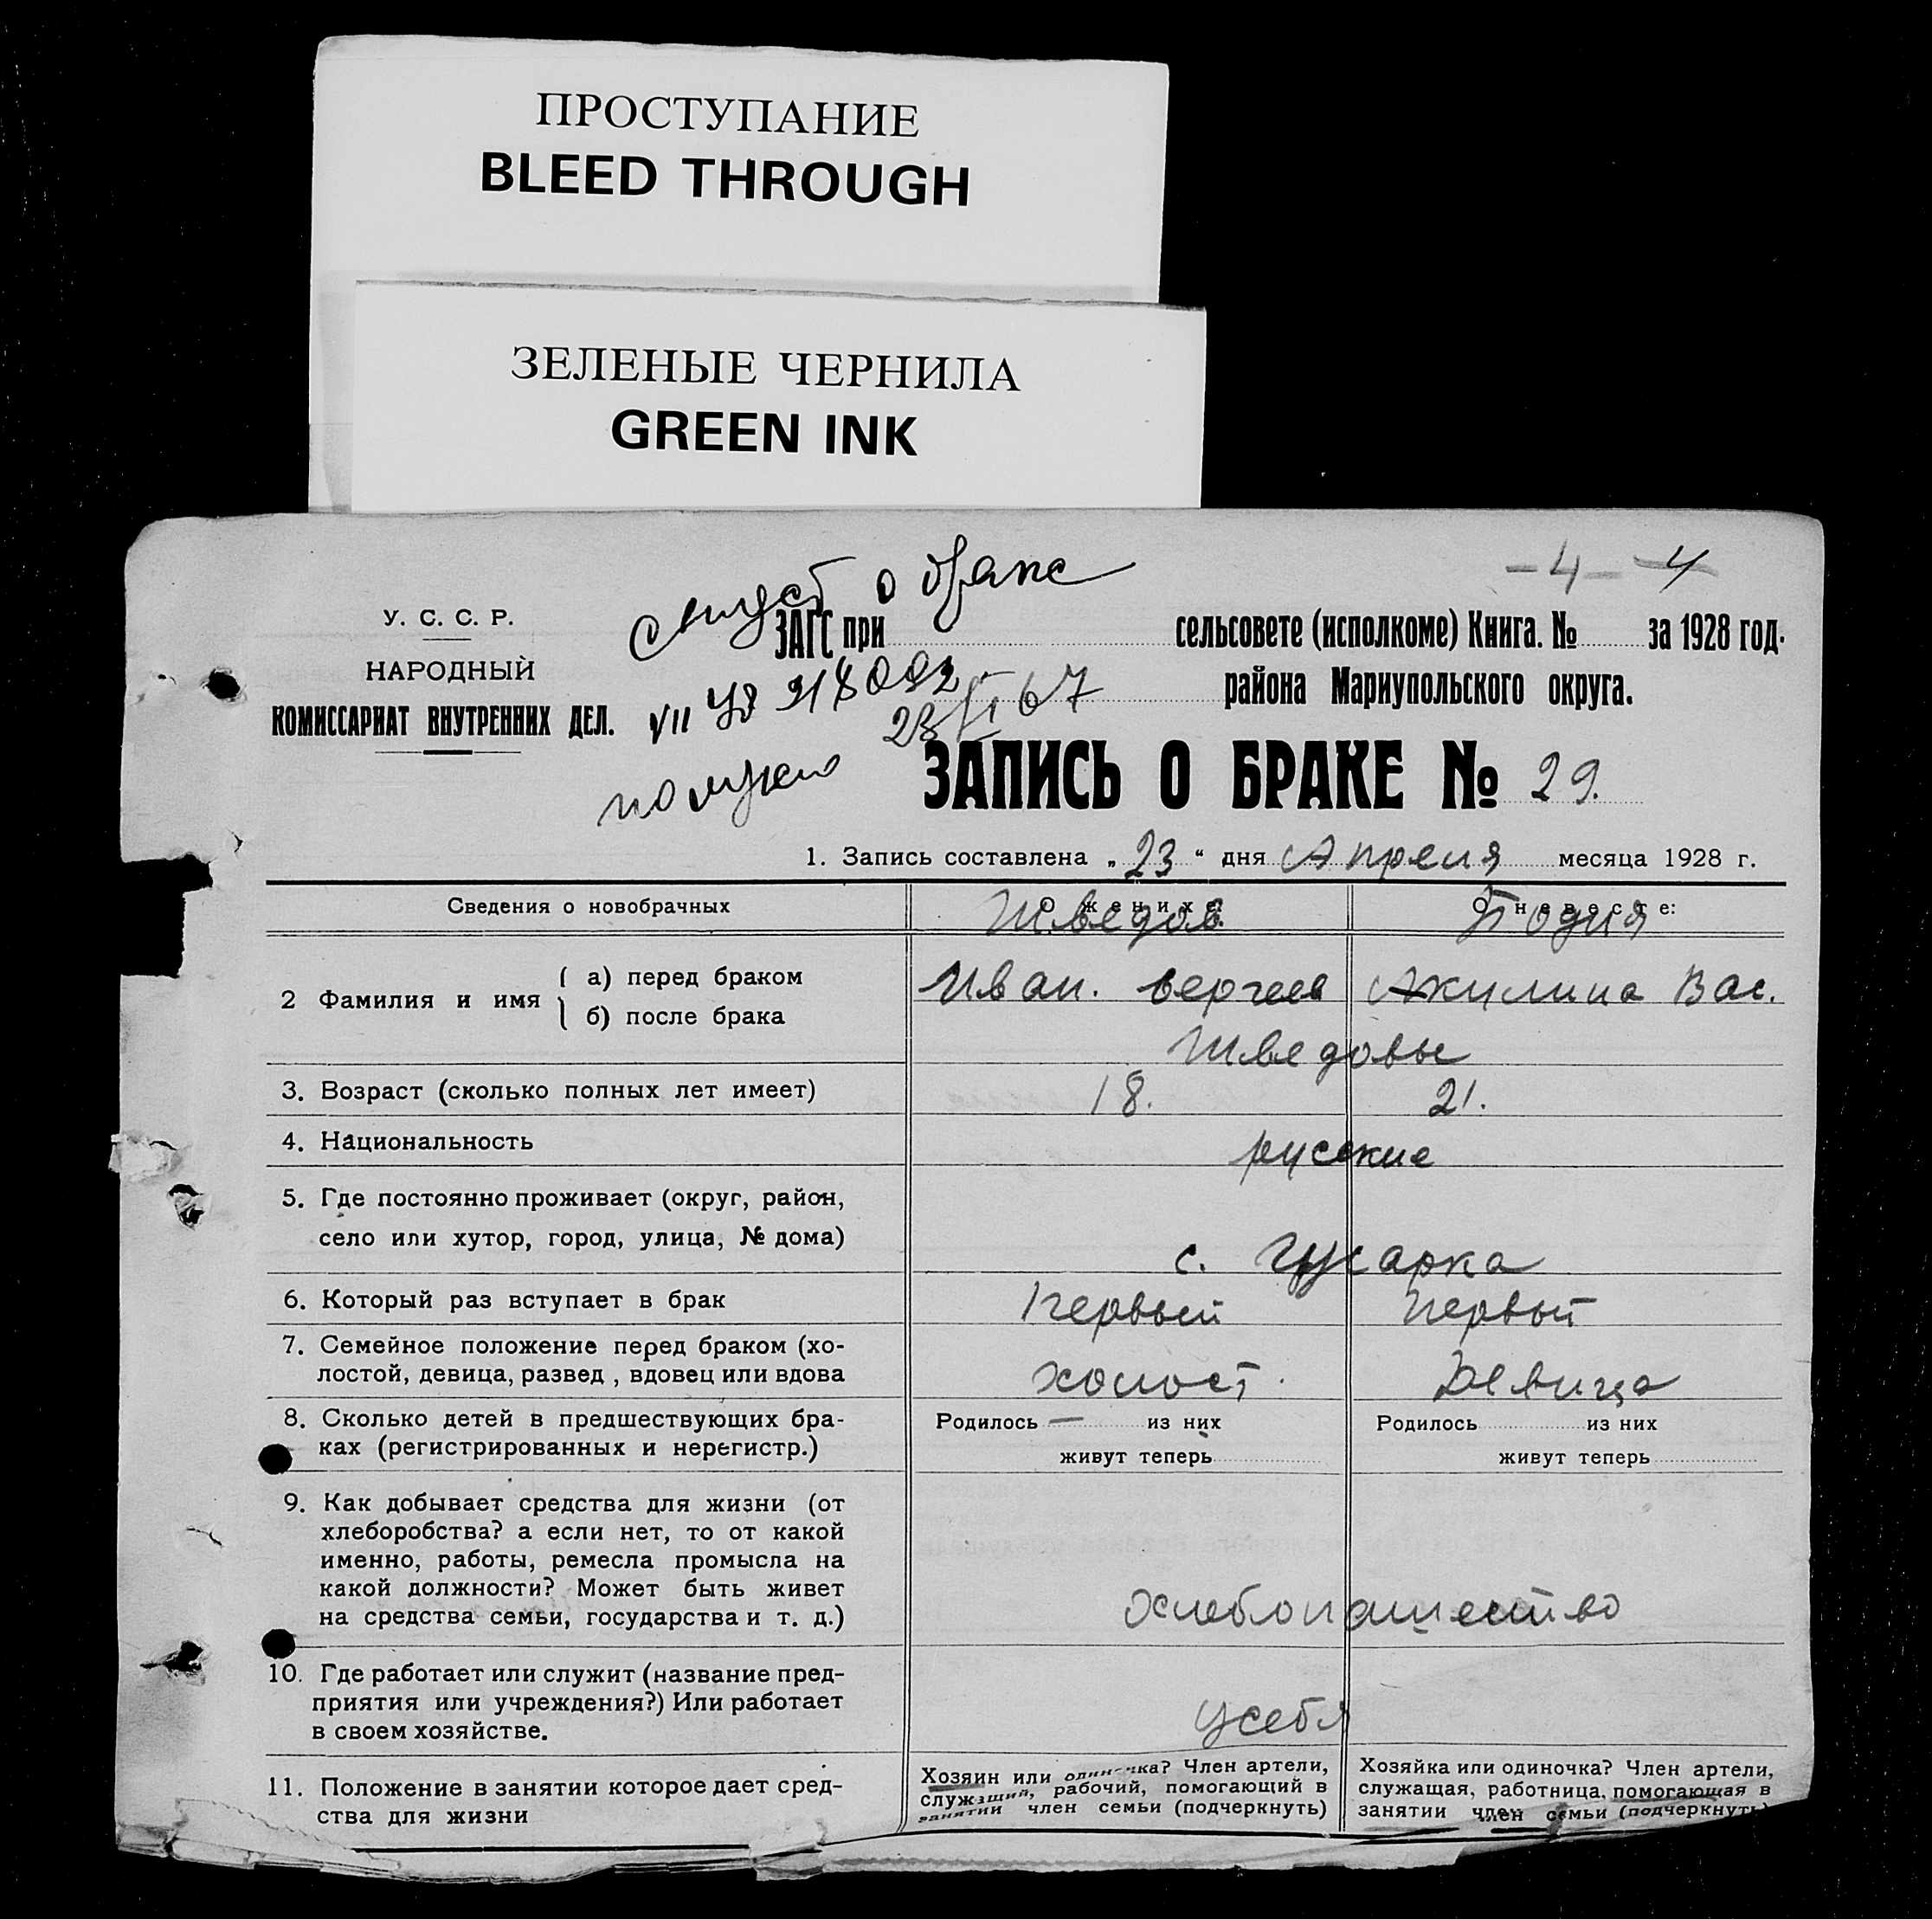 ПРОСТУПАНИЕ
BLEED THROUGH
ЗЕЛЕНЫЕ ЧЕРНИЛА
GREEN INK
-4- 4
о браке
У. С. С. Р.
НАРОДНЫЙ
КОМИССАРИАТ ВНУТРЕННИХ ДЕЛ.
ЗАГС при сельсовете (исполкоме) Книга. № за 1928 год.
района Мариупольского округа.
23/VI 67
ЗАПИСЬ О БРАКЕ № 29.
1. Запись составлена „23“ дня Апреля месяца 1928 г.
Сведения о новобрачных О женихе: О невесте:
Шведов.
2 Фамилия и имя { а) перед браком
б) после брака
Иван. Сергеев Акулина Вас.
Шведовы
3. Возраст (сколько полных лет имеет) 18. 21.
4. Национальность русские
5. Где постоянно проживает (округ, район,
село или хутор, город, улица, № дома) с. Гусарка
6. Который раз вступает в брак первый первый
7. Семейное положение перед браком (хо-
лостой, девица, развед, вдовец или вдова холост. Девица
8. Сколько детей в предшествующих бра-
ках (регистрированных и нерегистр.)
Родилось — из них
живут теперь
Родилось из них
живут теперь
9. Как добывает средства для жизни (от
хлеборобства? а если нет, то от какой
именно, работы, ремесла промысла на
какой должности? Может быть живет
на средства семьи, государства и т. д.) Хлебопашество
10. Где работает или служит (название пред-
приятия или учреждения?) Или работает
в своем хозяйстве. у себя
11. Положение в занятии которое дает сред-
ства для жизни
Хозяин или одиночка? Член артели,
служащий, рабочий, помогающий в
занятии член семьи (подчеркнуть)
Хозяйка или одиночка? Член артели,
служащая, работница, помогающая в
занятии член семьи (подчеркнуть)